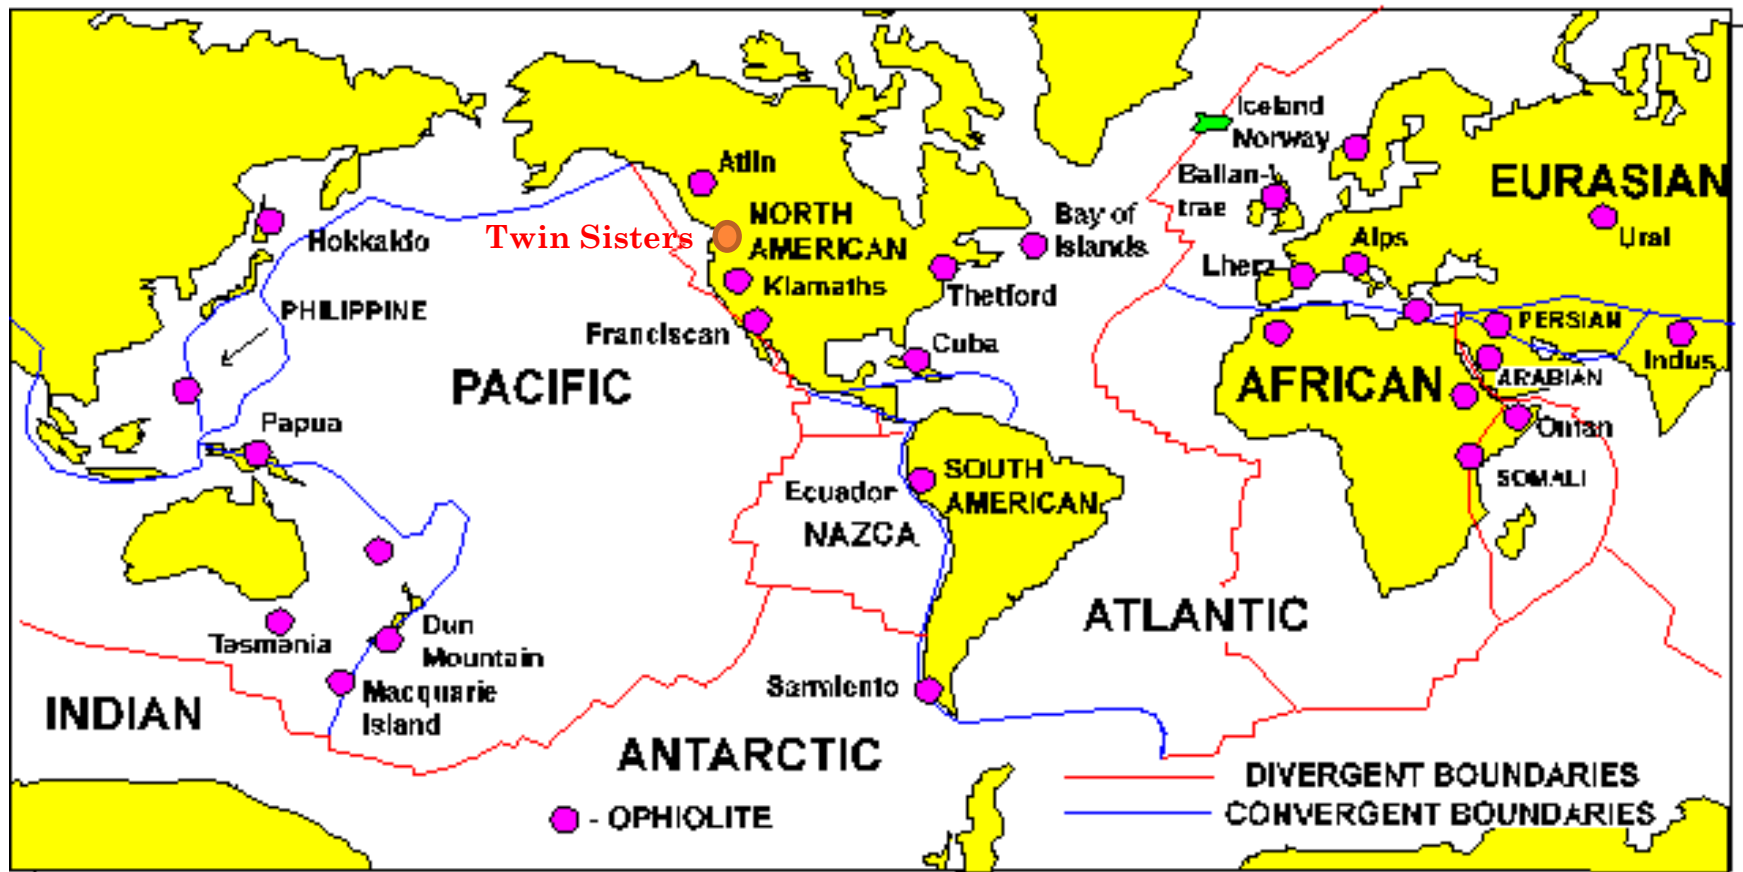 Iceland
Norway
Atlin
EURASIAN
Ballan-
trae
NORTH
AMERICAN
Twin Sisters
Bay of
Islands
Hokkaido
Alps
Ural
Lherz
Klamaths
Thetford
PHILIPPINE
Franciscan
Cuba
PERSIAN
Indus
PACIFIC
AFRICAN
ARABIAN
Papua
Oman
SOUTH
AMERICAN
Ecuador
SOMALI
NAZCA
ATLANTIC
Dun
Mountain
Tasmania
Macquarie
Island
Sarmiento
INDIAN
ANTARCTIC
DIVERGENT BOUNDARIES
- OPHIOLITE
CONVERGENT BOUNDARIES